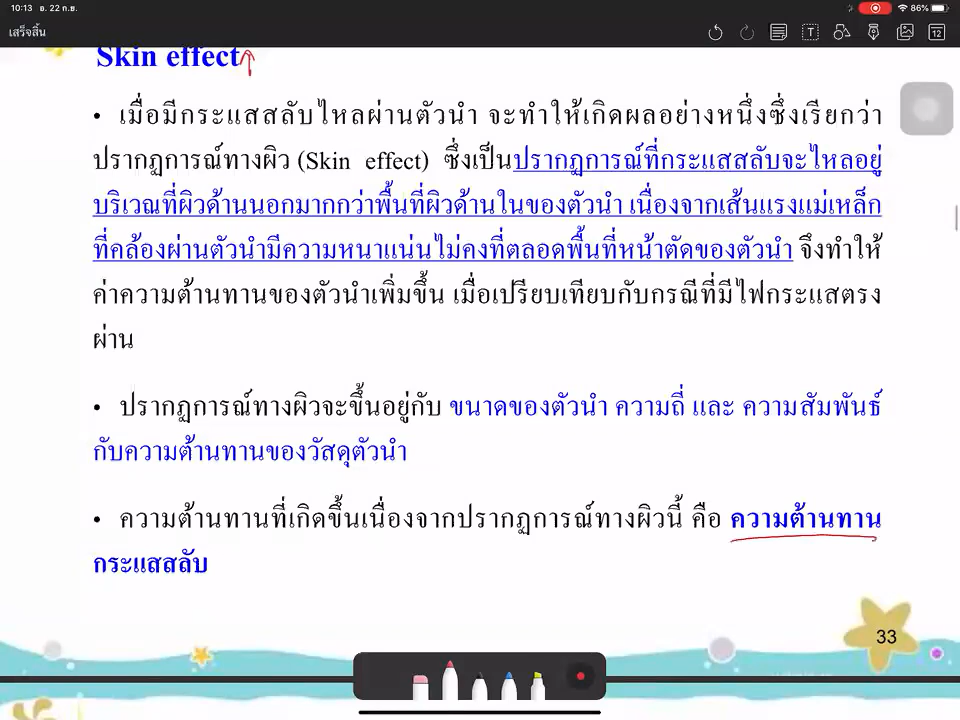 10:13 อ. 22 ก.ย.
86%
เสร็จสิ้น
T
12
Skin effect
• เมื่อมีกระแสสลับไหลผ่านตัวนำ จะทำให้เกิดผลอย่างหนึ่งซึ่งเรียกว่า
ปรากฏการณ์ทางผิว (Skin effect) ซึ่งเป็นปรากฏการณ์ที่กระแสสลับจะไหลอยู่
บริเวณที่ผิวด้านนอกมากกว่าพื้นที่ผิวด้านในของตัวนำ เนื่องจากเส้นแรงแม่เหล็ก
ที่คล้องผ่านตัวนำมีความหนาแน่นไม่คงที่ตลอดพื้นที่หน้าตัดของตัวนำ จึงทำให้
ค่าความต้านทานของตัวนำเพิ่มขึ้น เมื่อเปรียบเทียบกับกรณีที่มีไฟกระแสตรง
ผ่าน
• ปรากฏการณ์ทางผิวจะขึ้นอยู่กับ ขนาดของตัวนำ ความถี่ และ ความสัมพันธ์
กับความต้านทานของวัสดุตัวนำ
• ความต้านทานที่เกิดขึ้นเนื่องจากปรากฏการณ์ทางผิวนี้ คือ ความต้านทาน
กระแสสลับ
33